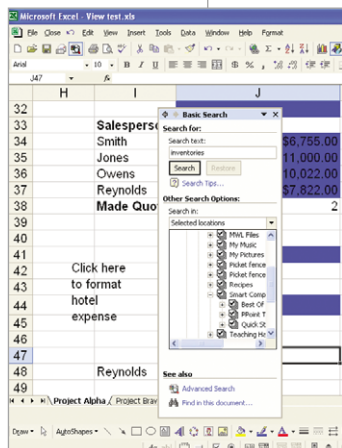 Microsoft Excel - View test.xls
File Close Edit View Insert Tools Data Window Help Format
Arial 10 B I U
J47 fx
H I J
32
33 Salesperso
34 Smith $6,755.00
35 Jones 11,000.00
36 Owens 10,022.00
37 Reynolds $7,822.00
38 Made Quo 2
39
40
41
42 Click here
43 to format
44 hotel
45 expense
46
47
48 Reynolds
49
Basic Search
Search for:
Search text:
inventories
Search Restore
Search Tips...
Other Search Options:
Search in:
Selected locations
MWL Files
My Music
My Pictures
Picket fence
Picket fence
Recipes
Smart Comp
Best Of
PPoint T
Quick St
Teaching Ha
See also
Advanced Search
Find in this document...
Project Alpha Project Brav
Draw AutoShapes